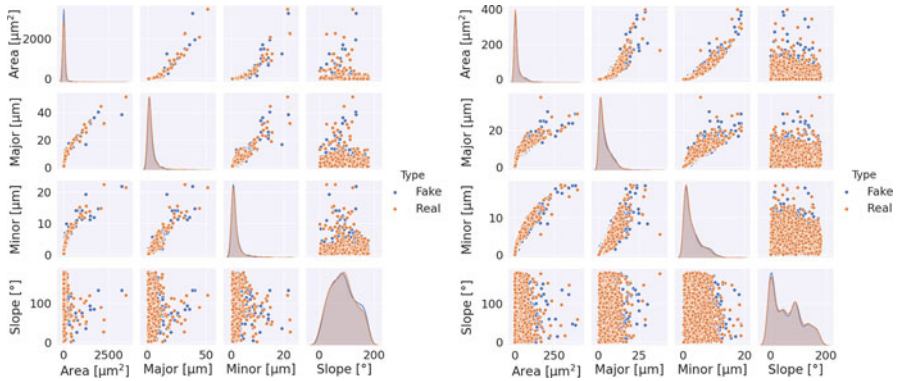 Area [µm²]
2000
0
Major [µm]
40
20
0
Minor [µm]
20
10
0
Slope [°]
100
0
0 2500
0 50
0 20
0 200
Area [µm²] Major [µm] Minor [µm] Slope [°]
Type
Fake
Real
Area [µm²]
400
200
0
Major [µm]
20
0
Minor [µm]
10
0
Slope [°]
100
0
0 250
0 25
0 10
0 200
Area [µm²] Major [µm] Minor [µm] Slope [°]
Type
Fake
Real